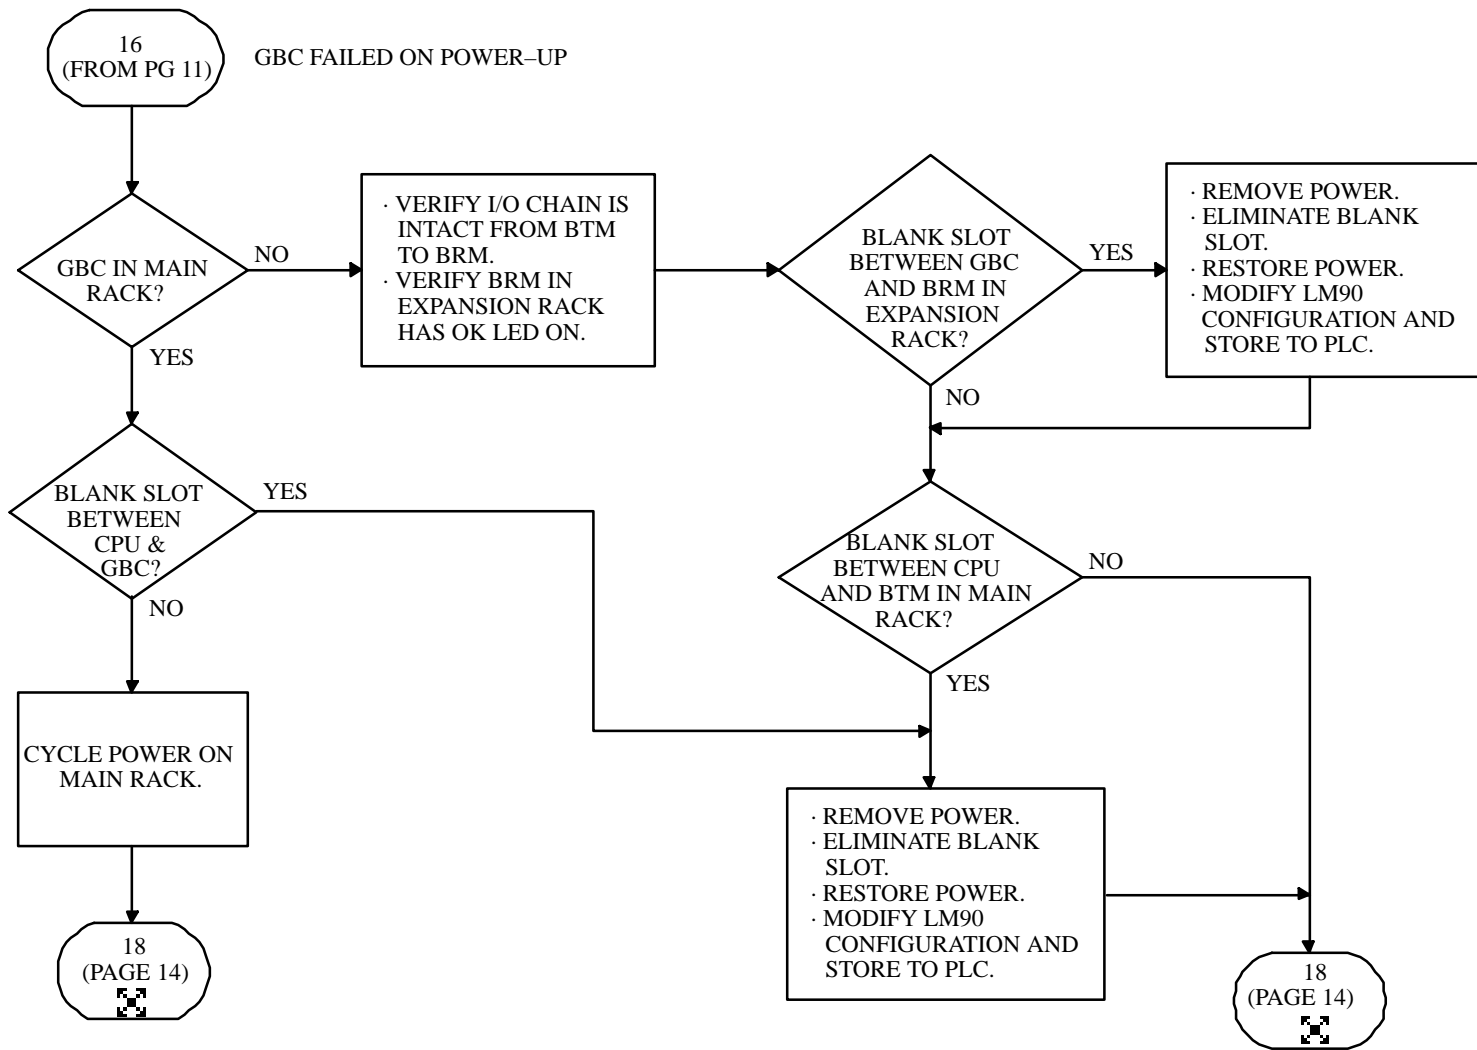 16
(FROM PG 11)
GBC FAILED ON POWER–UP
GBC IN MAIN
RACK?
NO
YES
· VERIFY I/O CHAIN IS
INTACT FROM BTM
TO BRM.
· VERIFY BRM IN
EXPANSION RACK
HAS OK LED ON.
BLANK SLOT
BETWEEN GBC
AND BRM IN
EXPANSION
RACK?
YES
NO
· REMOVE POWER.
· ELIMINATE BLANK
SLOT.
· RESTORE POWER.
· MODIFY LM90
CONFIGURATION AND
STORE TO PLC.
BLANK SLOT
BETWEEN
CPU &
GBC?
YES
NO
BLANK SLOT
BETWEEN CPU
AND BTM IN MAIN
RACK?
NO
YES
CYCLE POWER ON
MAIN RACK.
· REMOVE POWER.
· ELIMINATE BLANK
SLOT.
· RESTORE POWER.
· MODIFY LM90
CONFIGURATION AND
STORE TO PLC.
18
(PAGE 14)
18
(PAGE 14)